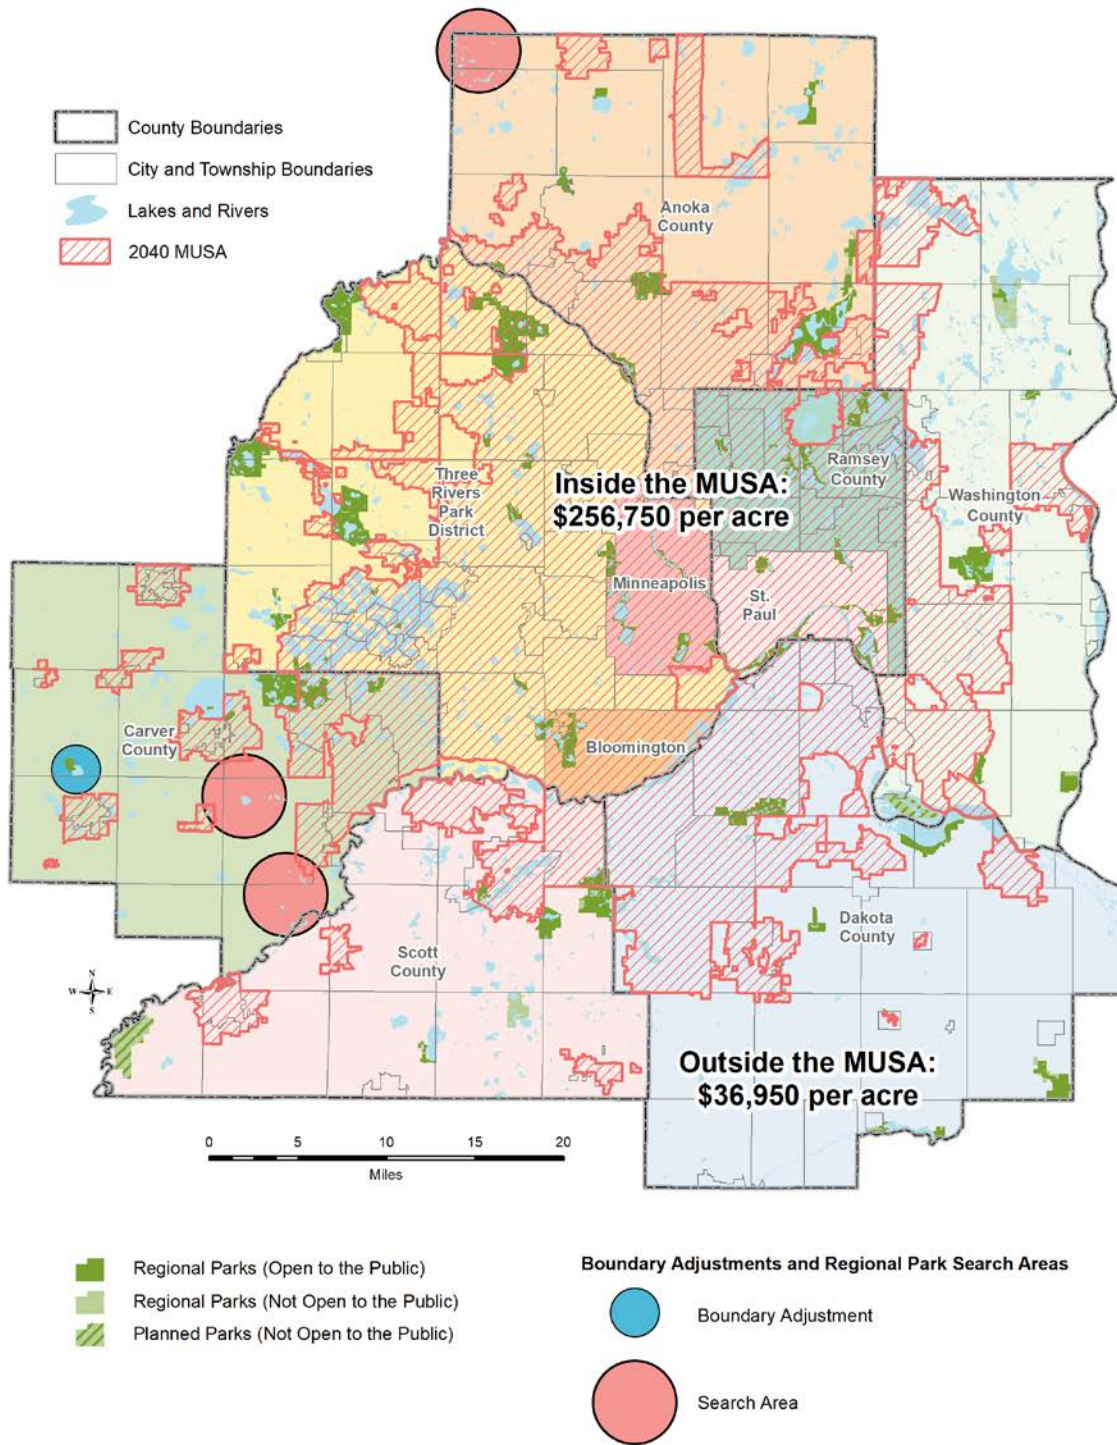 County Boundaries
City and Township Boundaries
Lakes and Rivers
2040 MUSA
Anoka
County
Three
Rivers
Park
District
Inside the MUSA:
$256,750 per acre
Ramsey
County
Washington
County
Minneapolis
St.
Paul
Carver
County
Bloomington
Scott
County
Dakota
County
N
W E
S
Outside the MUSA:
$36,950 per acre
0 5 10 15 20
Miles
Regional Parks (Open to the Public)
Regional Parks (Not Open to the Public)
Planned Parks (Not Open to the Public)
Boundary Adjustments and Regional Park Search Areas
Boundary Adjustment
Search Area